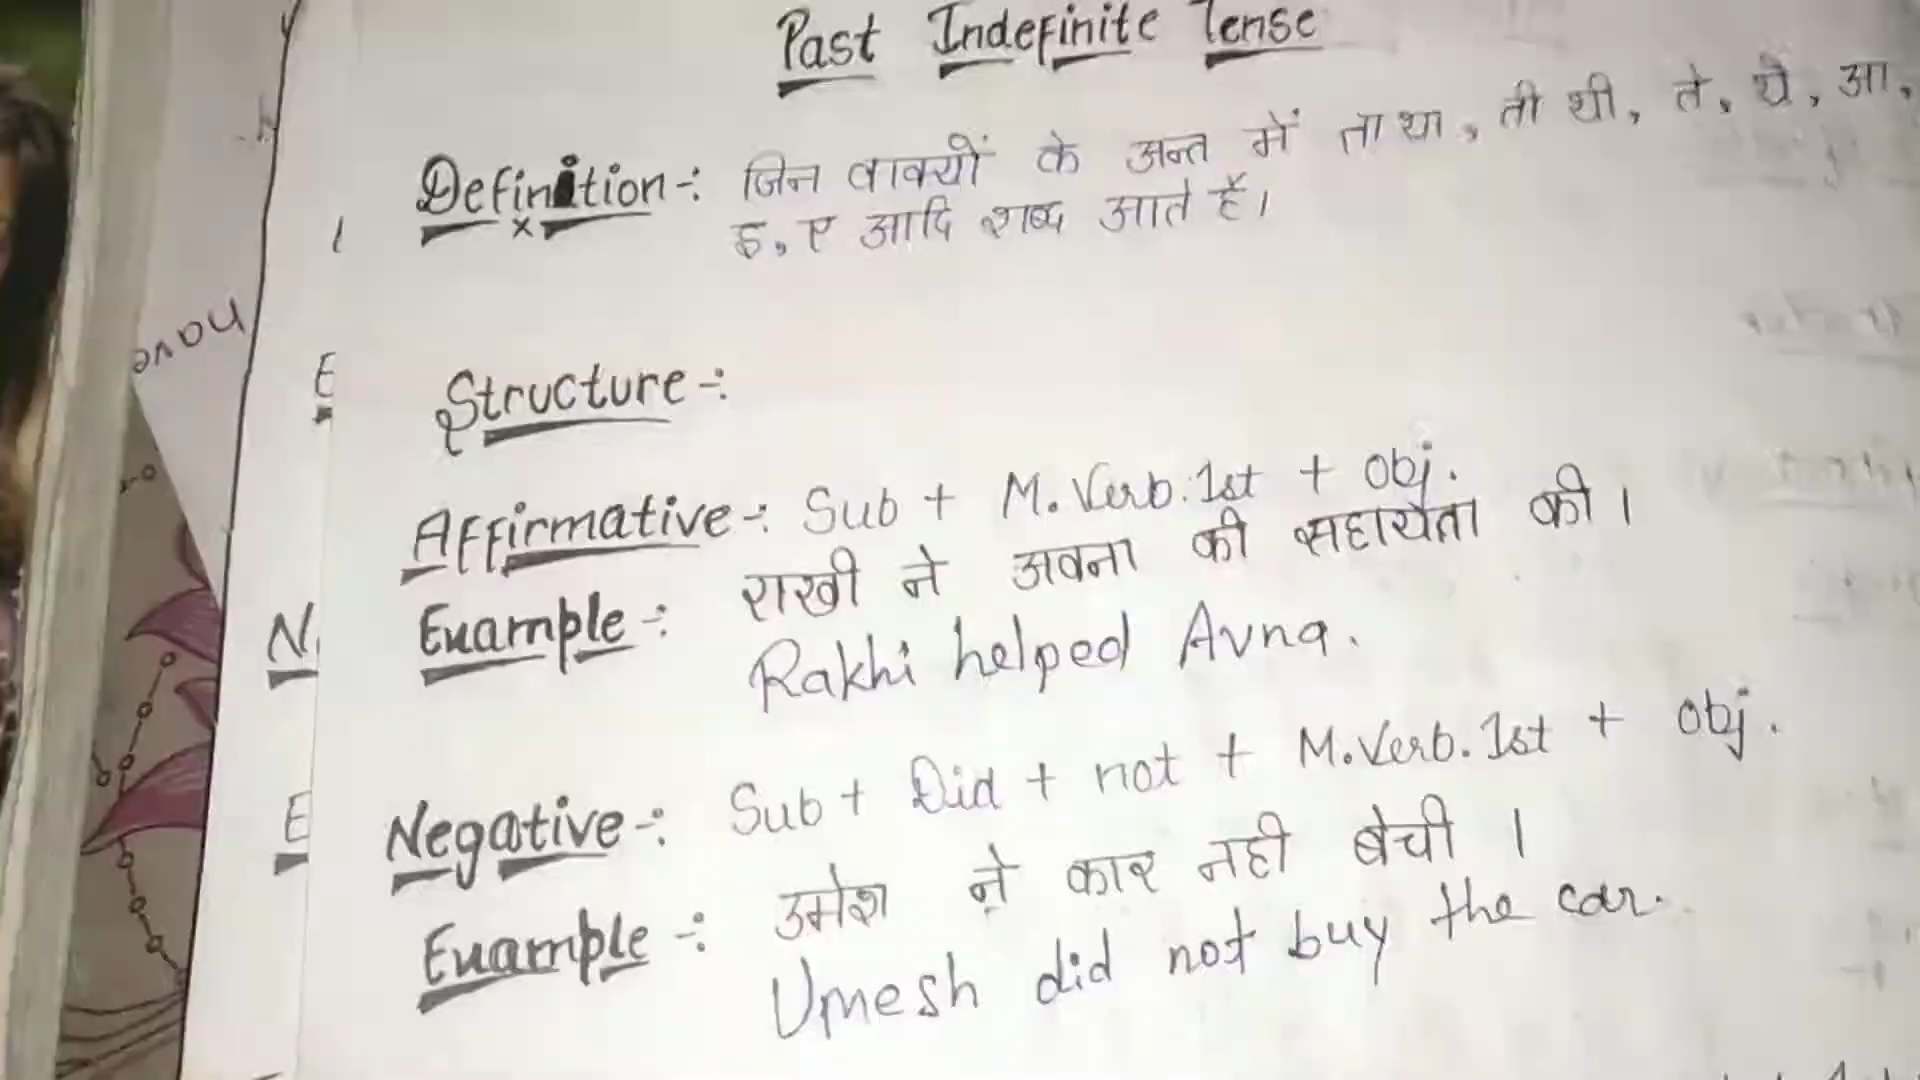 Past Indefinite Tense
Definition-: जिन वाक्यों के अन्त में ता था, ती थी, ते, थे, आ,
इ, ए आदि शब्द आते हैं।
have
Structure-:
Affirmative-: Sub + M.Verb.1st + obj.
Example-: राखी ने अवना की सहायता की।
Rakhi helped Avna.
Negative-: Sub + Did + not + M.Verb.1st + obj.
Example-: उमेश ने कार नही बेची ।
Umesh did not buy the car.